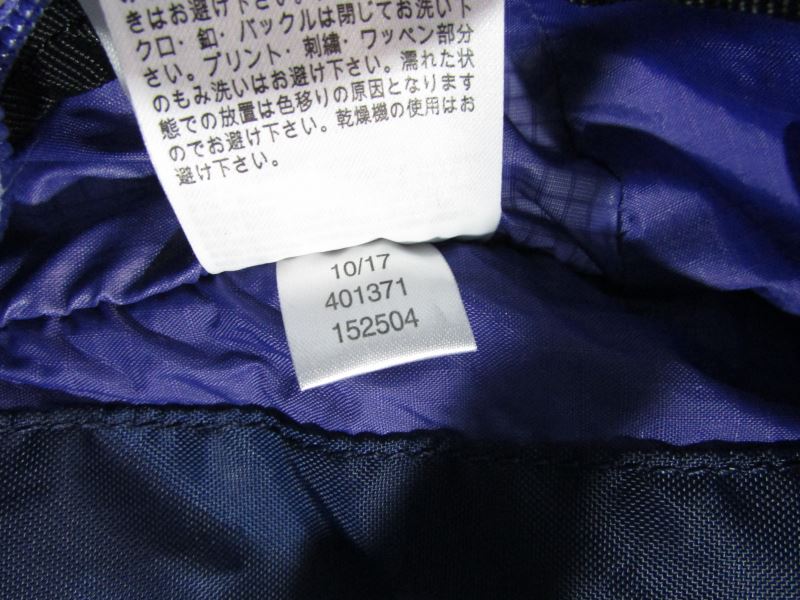 きはお避け下さい。
クロ・釦・バックルは閉じてお洗い下
さい。プリント・刺繍・ワッペン部分
のもみ洗いはお避け下さい。濡れた状
態での放置は色移りの原因となります
のでお避け下さい。乾燥機の使用はお
避け下さい。
10/17
401371
152504